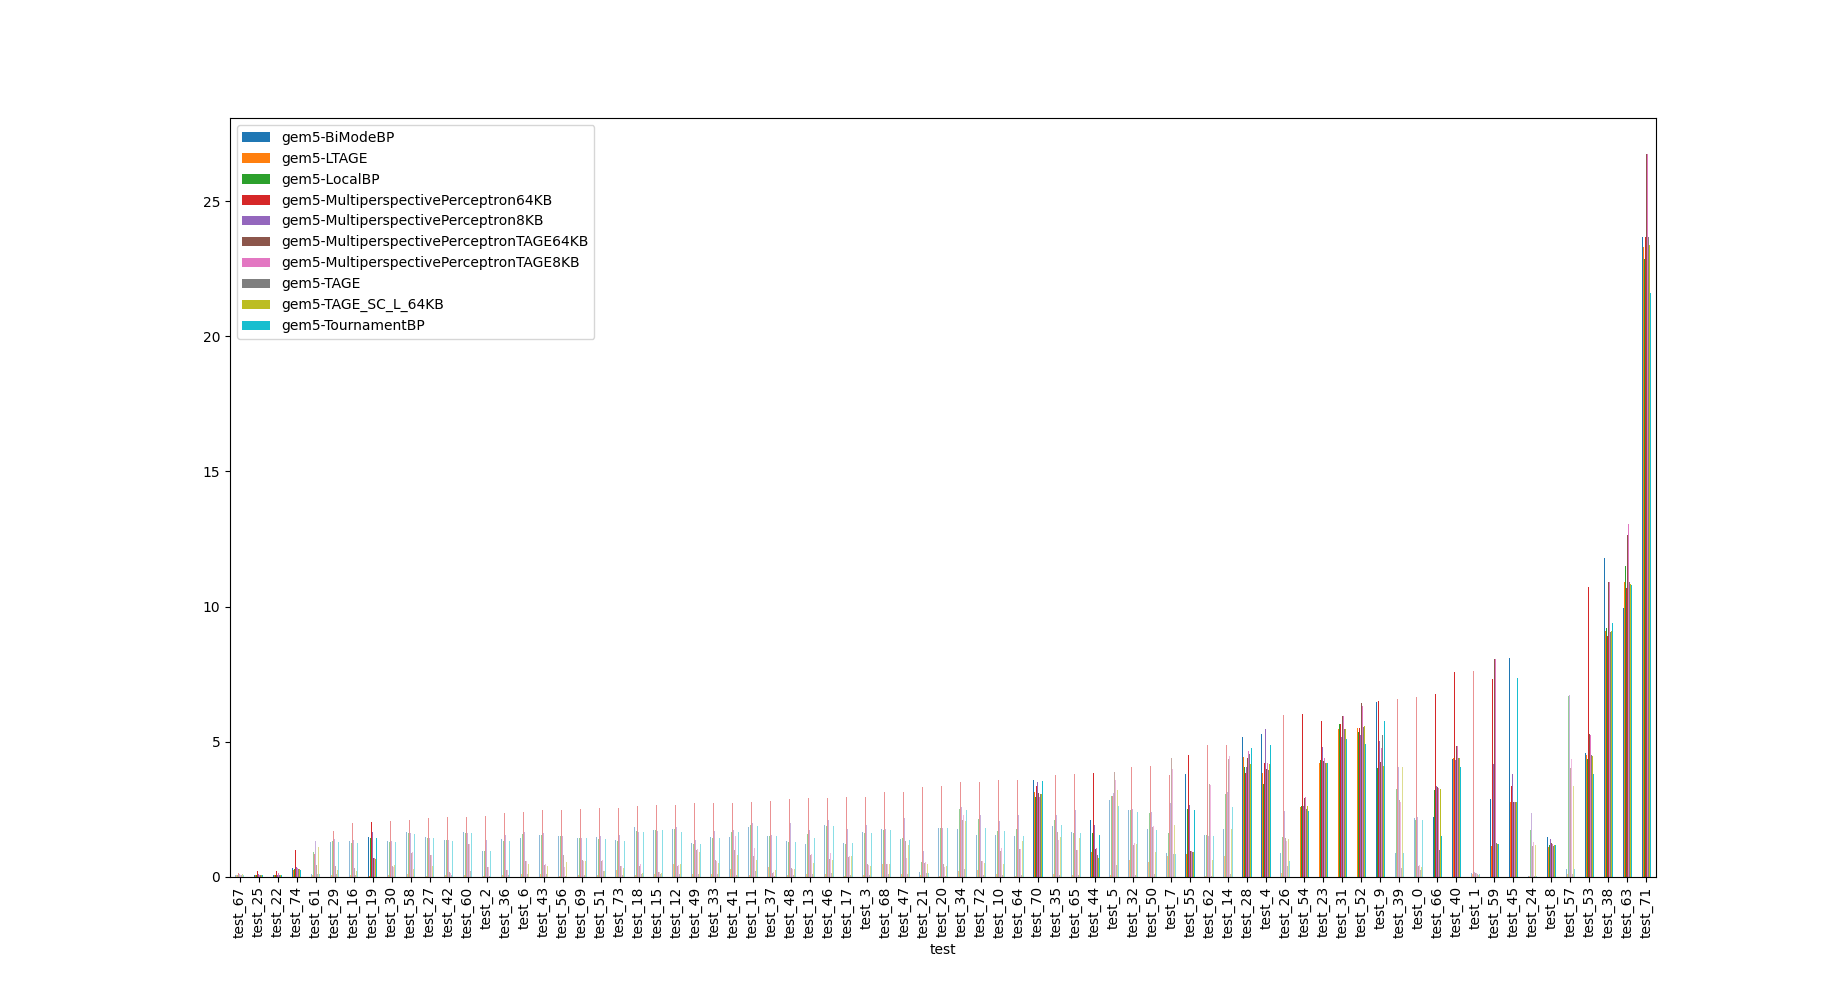 gem5-BiModeBP
gem5-LTAGE
gem5-LocalBP
gem5-MultiperspectivePerceptron64KB
gem5-MultiperspectivePerceptron8KB
gem5-MultiperspectivePerceptronTAGE64KB
gem5-MultiperspectivePerceptronTAGE8KB
gem5-TAGE
gem5-TAGE_SC_L_64KB
gem5-TournamentBP
25
20
15
10
5
0
test_67
test_25
test_22
test_74
test_61
test_29
test_16
test_19
test_30
test_58
test_27
test_42
test_60
test_2
test_36
test_6
test_43
test_56
test_69
test_51
test_73
test_18
test_15
test_12
test_49
test_33
test_41
test_11
test_37
test_48
test_13
test_46
test_17
test_3
test_68
test_47
test_21
test_20
test_34
test_72
test_10
test_64
test_70
test_35
test_65
test_44
test_5
test_32
test_50
test_7
test_55
test_62
test_14
test_28
test_4
test_26
test_54
test_23
test_31
test_52
test_9
test_39
test_0
test_66
test_40
test_1
test_59
test_45
test_24
test_8
test_57
test_53
test_38
test_63
test_71
test